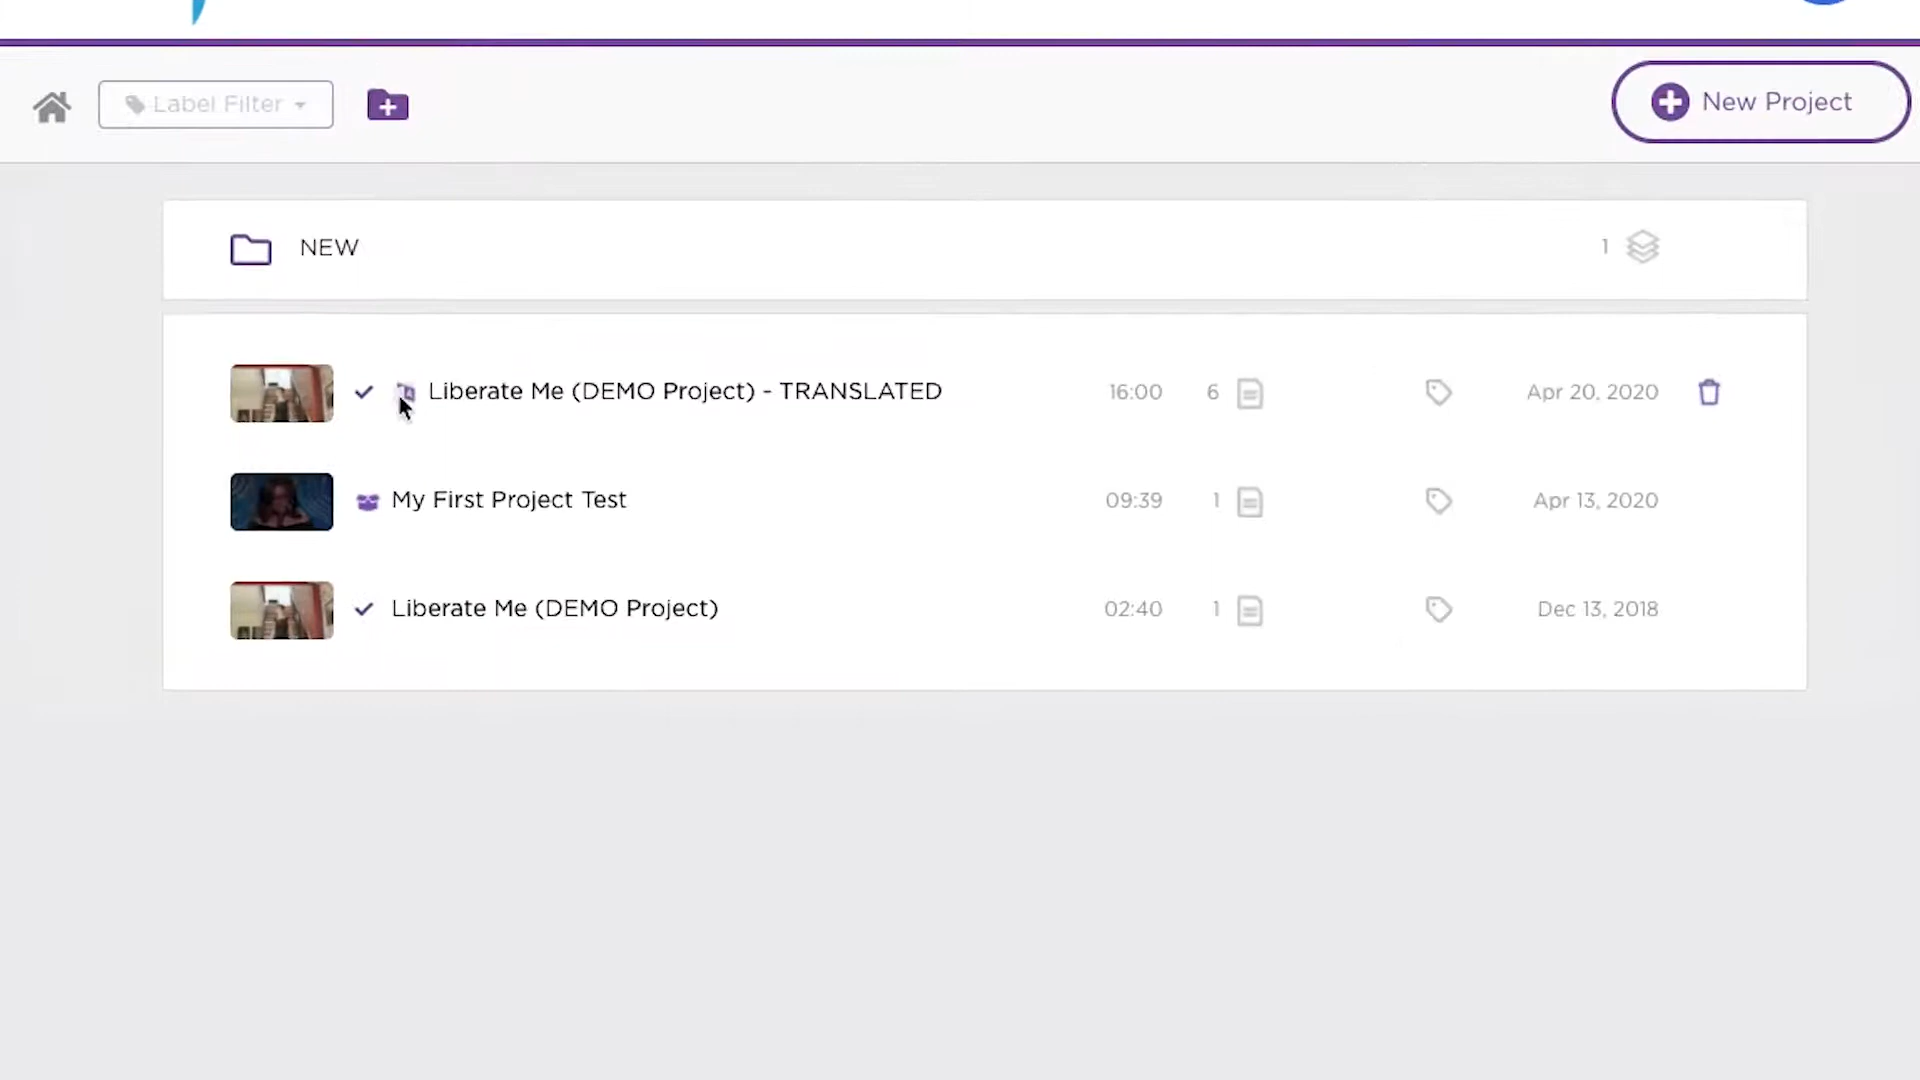 Label Filter
New Project
NEW 1
Liberate Me (DEMO Project) - TRANSLATED 16:00 6 Apr 20, 2020
My First Project Test 09:39 1 Apr 13, 2020
Liberate Me (DEMO Project) 02:40 1 Dec 13, 2018